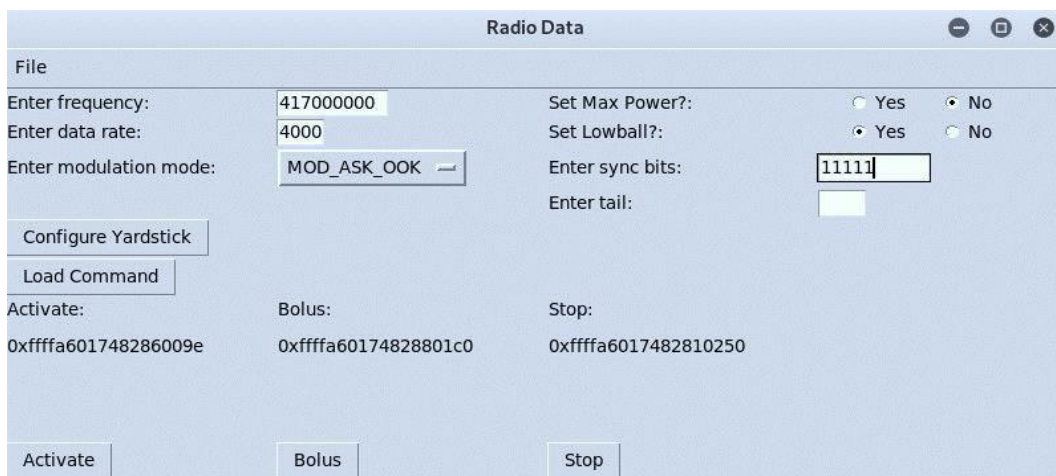 Radio Data
File
Enter frequency: 417000000 Set Max Power?: Yes No
Enter data rate: 4000 Set Lowball?: Yes No
Enter modulation mode: MOD_ASK_OOK Enter sync bits: 11111
Enter tail:
Configure Yardstick
Load Command
Activate: Bolus: Stop:
0xffffa601748286009e 0xffffa60174828801c0 0xffffa6017482810250
Activate Bolus Stop